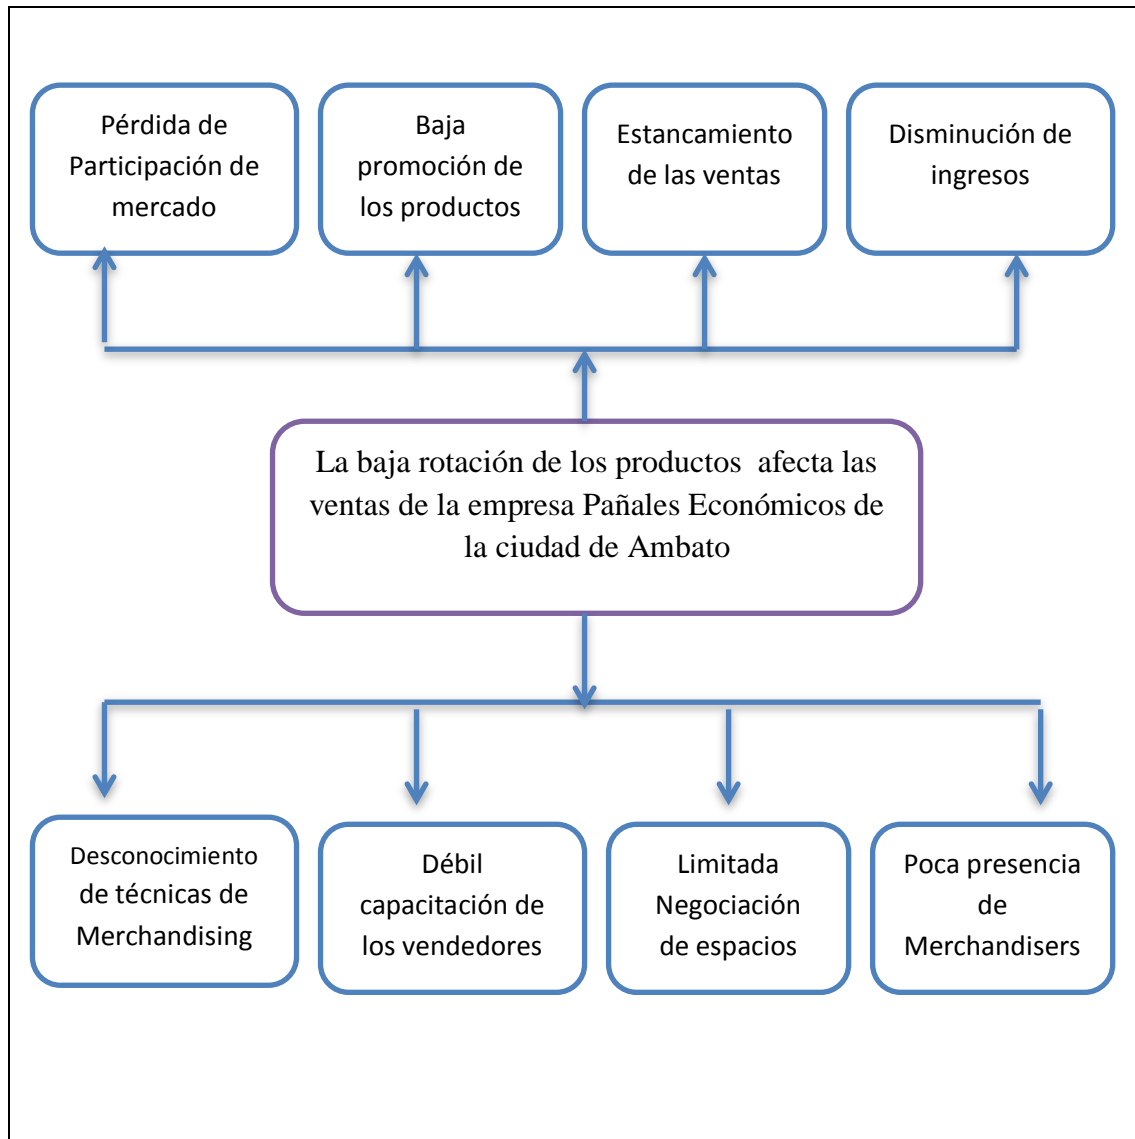 Pérdida de
Participación de
mercado
Baja
promoción de
los productos
Estancamiento
de las ventas
Disminución de
ingresos
La baja rotación de los productos  afecta las
ventas de la empresa Pañales Económicos de
la ciudad de Ambato
Desconocimiento
de técnicas de
Merchandising
Débil
capacitación de
los vendedores
Limitada
Negociación
de espacios
Poca presencia
de
Merchandisers